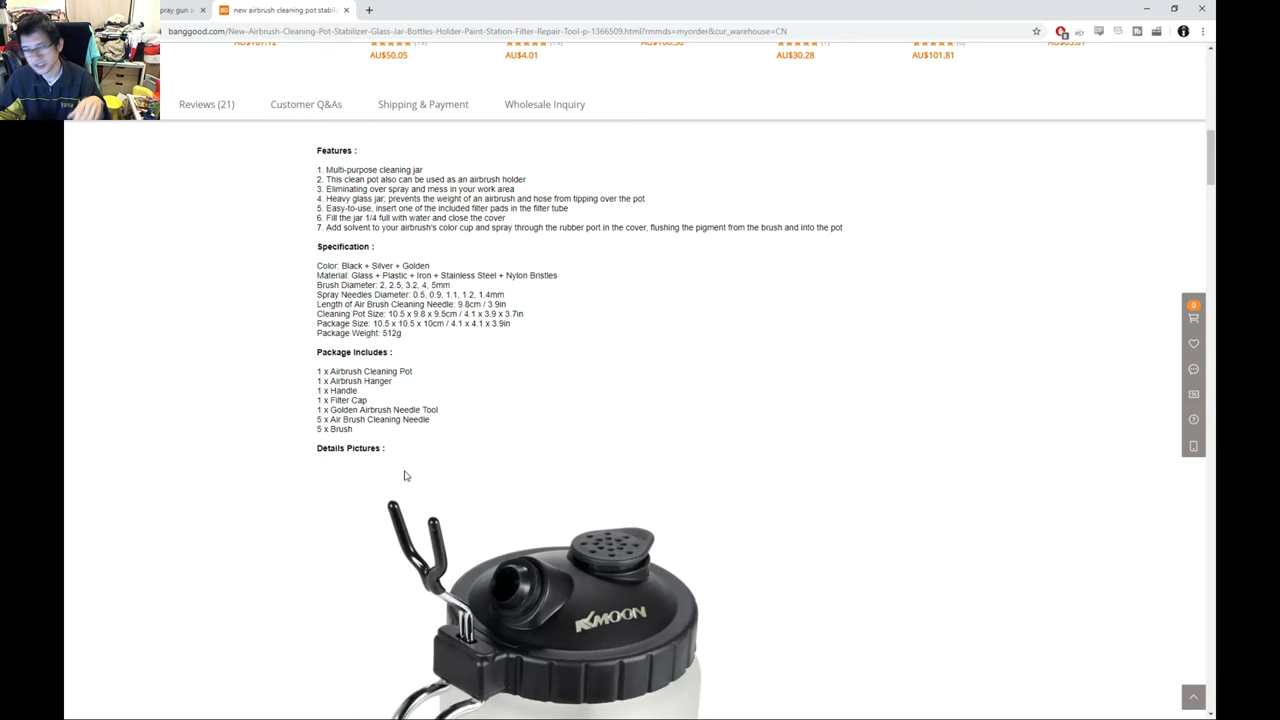 new airbrush cleaning pot stabili
banggood.com/New-Airbrush-Cleaning-Pot-Stabilizer-Glass-Jar-Bottles-Holder-Paint-Station-Filter-Repair-Tool-p-1366509.html?rmmds=myorder&cur_warehouse=CN
AU$50.05 AU$4.01 AU$30.28 AU$101.81
Reviews (21) Customer Q&As Shipping & Payment Wholesale Inquiry
Features :
1. Multi-purpose cleaning jar
2. This clean pot also can be used as an airbrush holder
3. Eliminating over spray and mess in your work area
4. Heavy glass jar; prevents the weight of an airbrush and hose from tipping over the pot
5. Easy-to-use, insert one of the included filter pads in the filter tube
6. Fill the jar 1/4 full with water and close the cover
7. Add solvent to your airbrush's color cup and spray through the rubber port in the cover, flushing the pigment from the brush and into the pot
Specification :
Color: Black + Silver + Golden
Material: Glass + Plastic + Iron + Stainless Steel + Nylon Bristles
Brush Diameter: 2, 2.5, 3.2, 4, 5mm
Spray Needles Diameter: 0.5, 0.9, 1.1, 1.2, 1.4mm
Length of Air Brush Cleaning Needle: 9.8cm / 3.9in
Cleaning Pot Size: 10.5 x 9.8 x 9.5cm / 4.1 x 3.9 x 3.7in
Package Size: 10.5 x 10.5 x 10cm / 4.1 x 4.1 x 3.9in
Package Weight: 512g
Package Includes :
1 x Airbrush Cleaning Pot
1 x Airbrush Hanger
1 x Handle
1 x Filter Cap
1 x Golden Airbrush Needle Tool
5 x Air Brush Cleaning Needle
5 x Brush
Details Pictures :
KKMOON
0